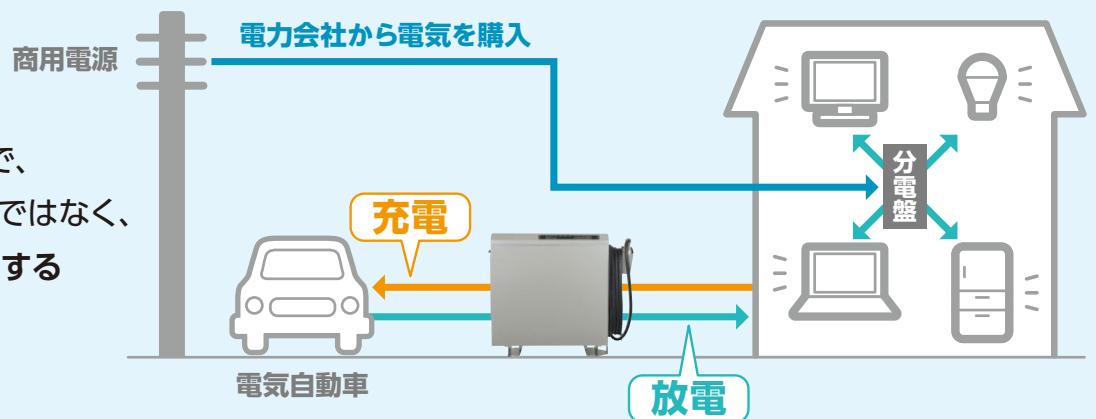 電力会社から電気を購入
商用電源
で、
ではなく、
する
分電盤
充電
電気自動車
放電